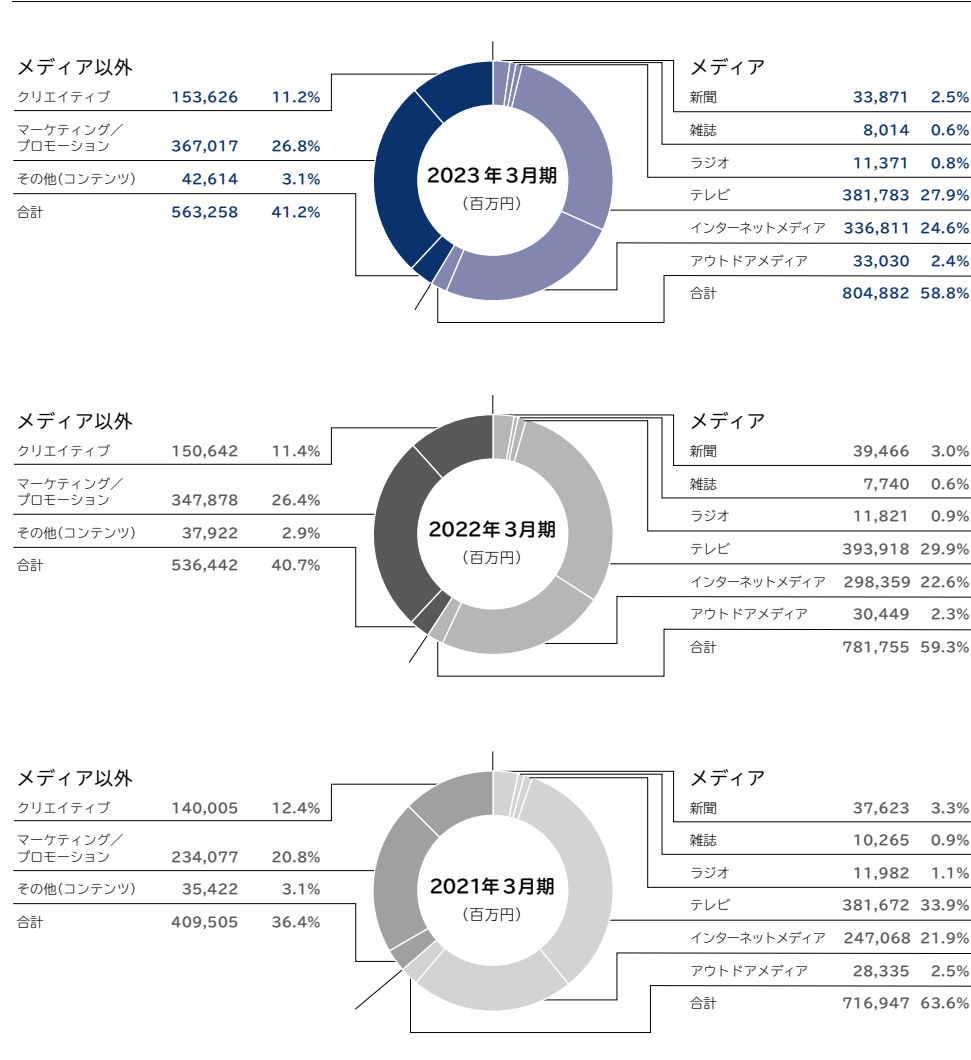 メディア以外
クリエイティブ 153,626 11.2%
マーケティング／
プロモーション 367,017 26.8%
その他(コンテンツ) 42,614 3.1%
合計 563,258 41.2%
2023年3月期
（百万円）
メディア
新聞 33,871 2.5%
雑誌 8,014 0.6%
ラジオ 11,371 0.8%
テレビ 381,783 27.9%
インターネットメディア 336,811 24.6%
アウトドアメディア 33,030 2.4%
合計 804,882 58.8%
メディア以外
クリエイティブ 150,642 11.4%
マーケティング／
プロモーション 347,878 26.4%
その他(コンテンツ) 37,922 2.9%
合計 536,442 40.7%
2022年3月期
（百万円）
メディア
新聞 39,466 3.0%
雑誌 7,740 0.6%
ラジオ 11,821 0.9%
テレビ 393,918 29.9%
インターネットメディア 298,359 22.6%
アウトドアメディア 30,449 2.3%
合計 781,755 59.3%
メディア以外
クリエイティブ 140,005 12.4%
マーケティング／
プロモーション 234,077 20.8%
その他(コンテンツ) 35,422 3.1%
合計 409,505 36.4%
2021年3月期
（百万円）
メディア
新聞 37,623 3.3%
雑誌 10,265 0.9%
ラジオ 11,982 1.1%
テレビ 381,672 33.9%
インターネットメディア 247,068 21.9%
アウトドアメディア 28,335 2.5%
合計 716,947 63.6%